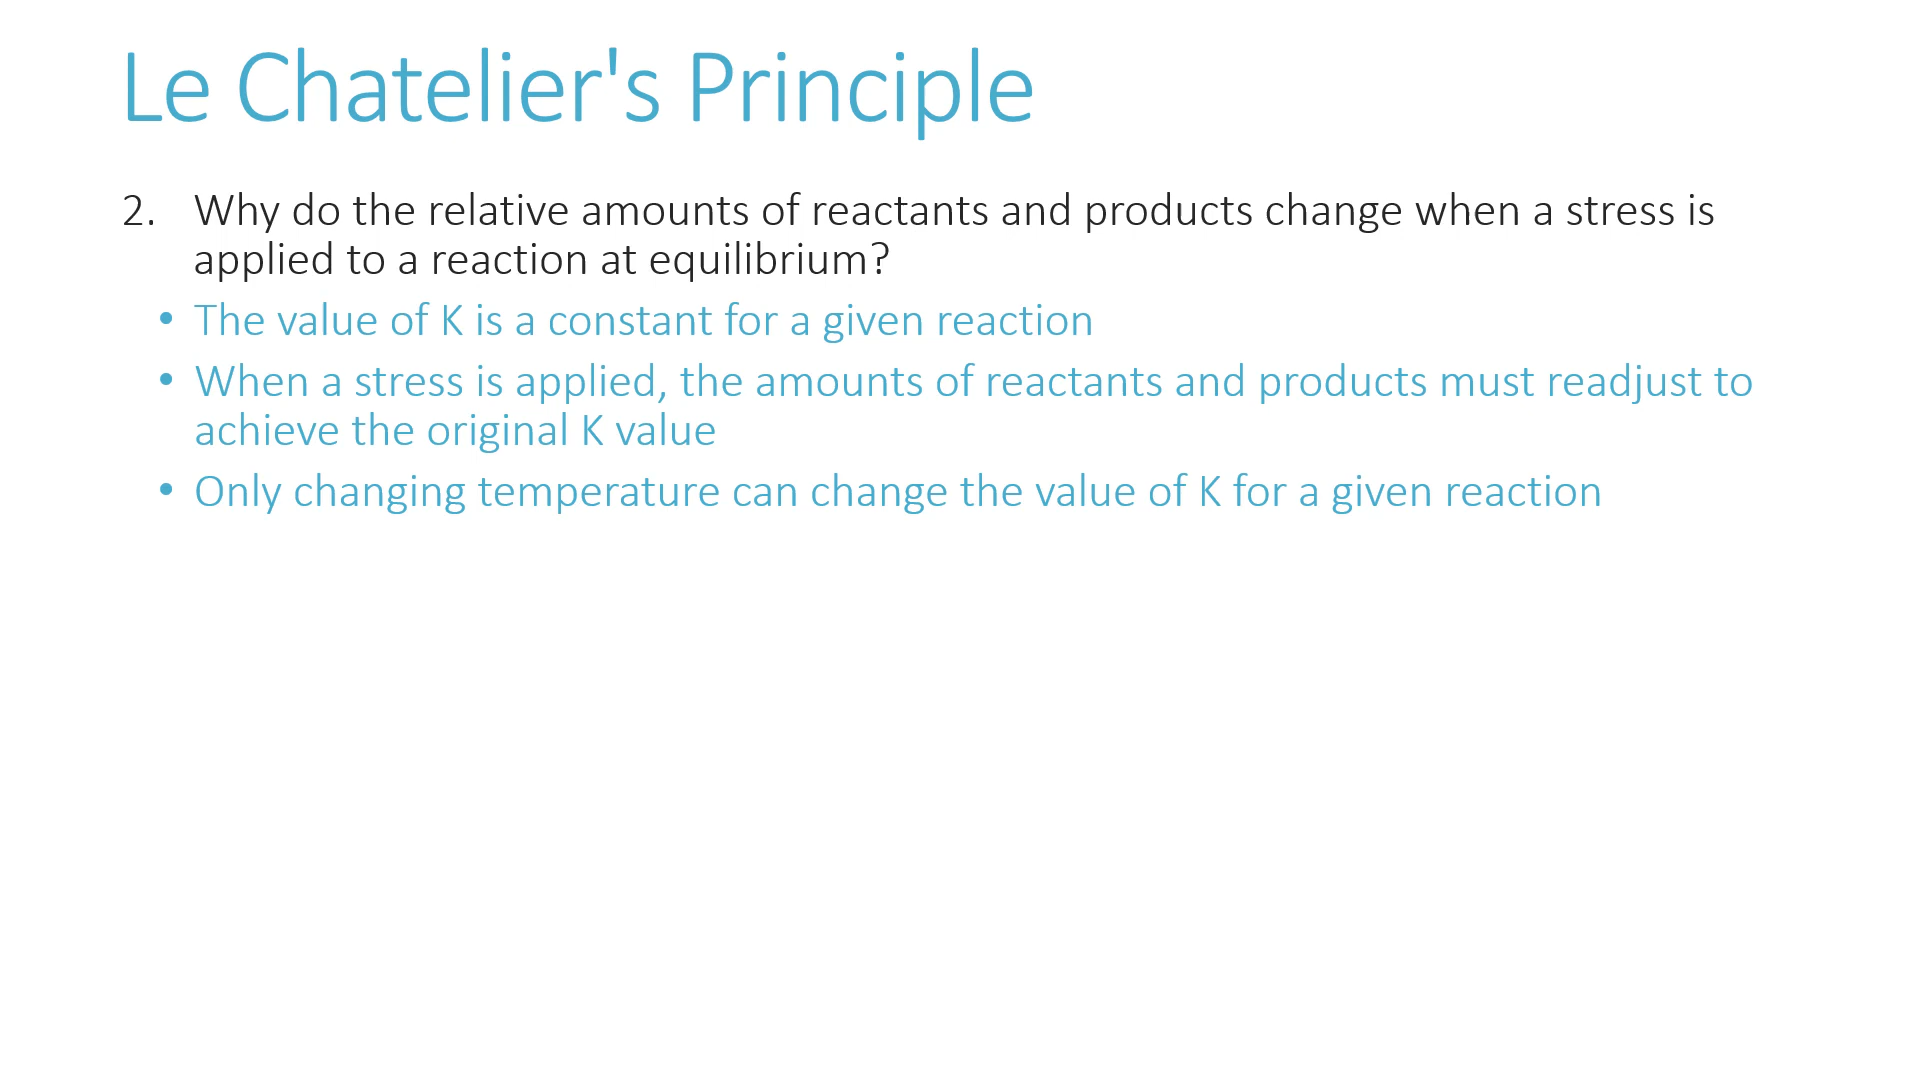 Le Chatelier's Principle
2. Why do the relative amounts of reactants and products change when a stress is
applied to a reaction at equilibrium?
• The value of K is a constant for a given reaction
• When a stress is applied, the amounts of reactants and products must readjust to
achieve the original K value
• Only changing temperature can change the value of K for a given reaction